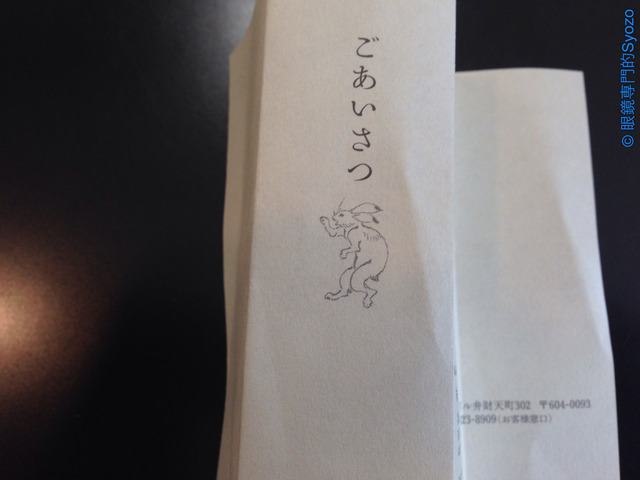 ごあいさつ
ル弁財天町302 〒604-0093
23-8909(お客様窓口)
© 眼鏡専門的Syozo